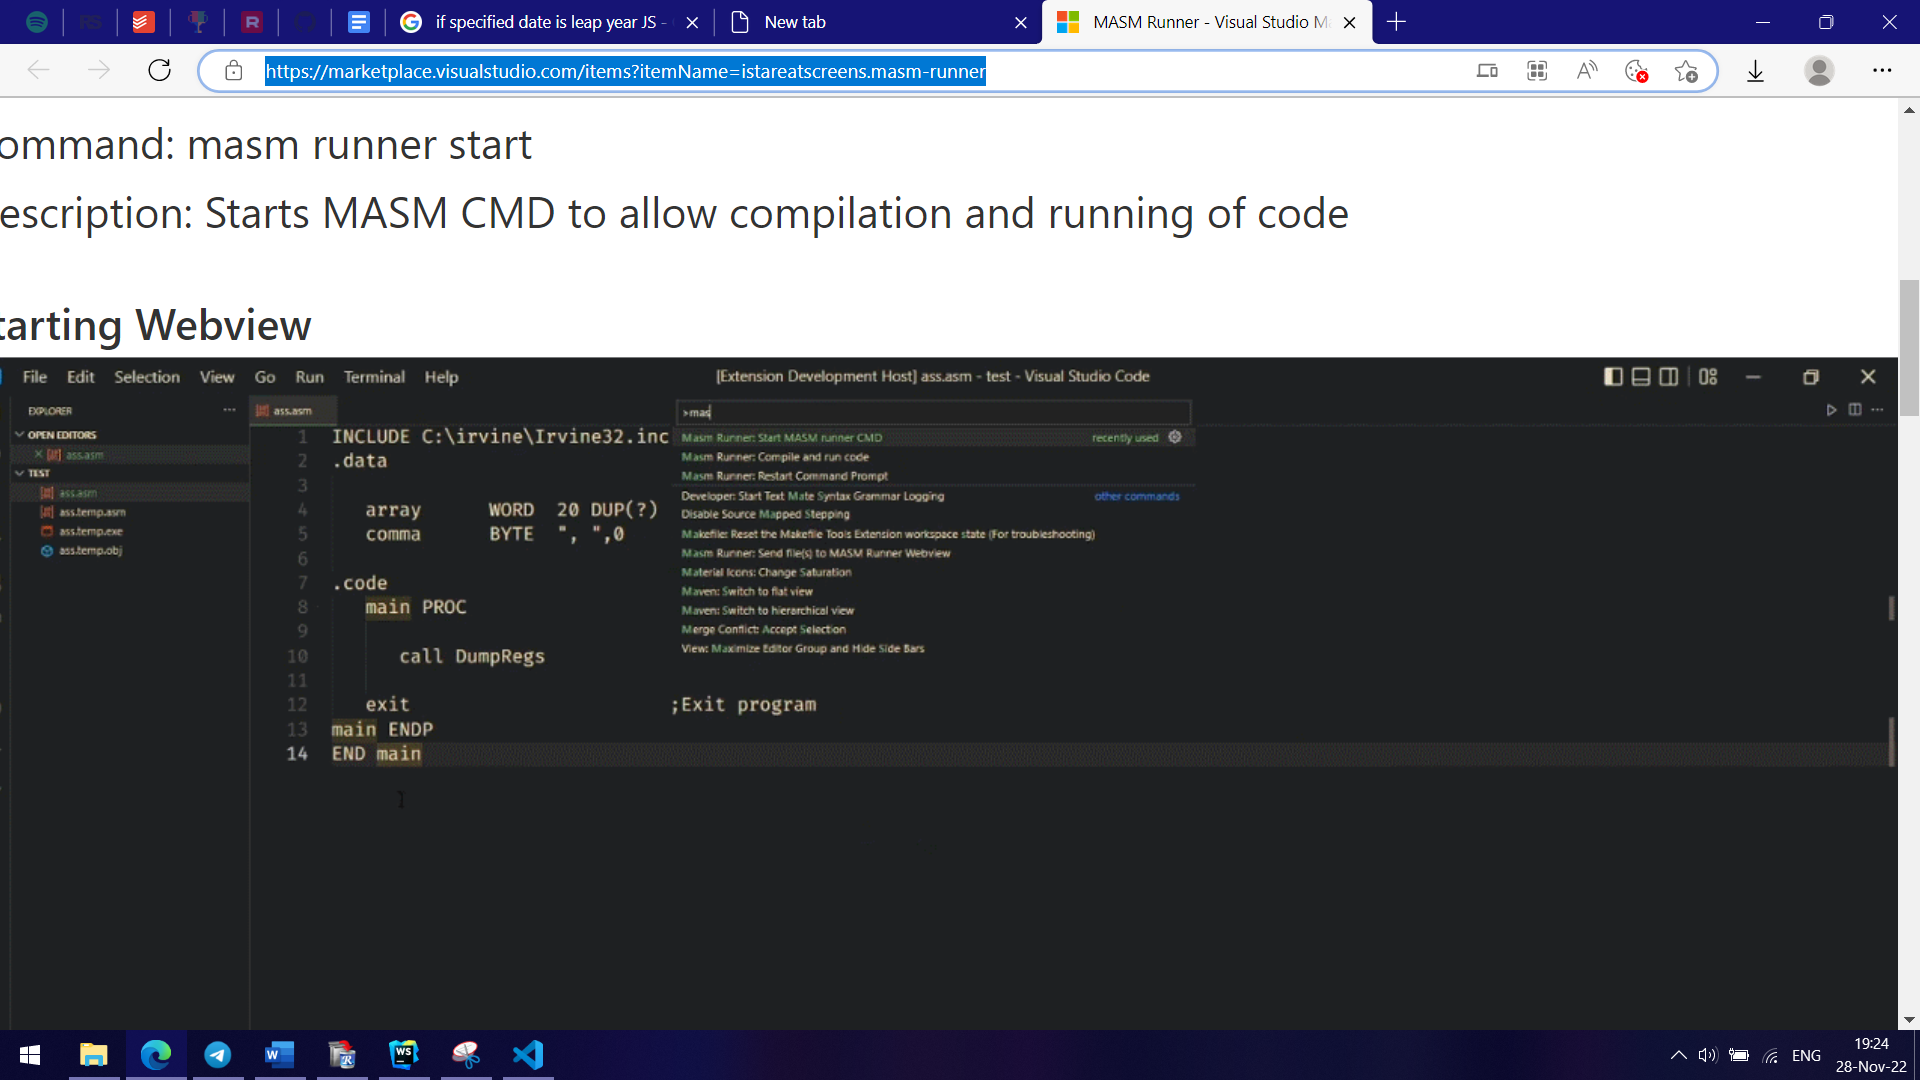 if specified date is leap year JS -
New tab
MASM Runner - Visual Studio Ma
https://marketplace.visualstudio.com/items?itemName=istareatscreens.masm-runner
ommand: masm runner start
escription: Starts MASM CMD to allow compilation and running of code
tarting Webview
File Edit Selection View Go Run Terminal Help
[Extension Development Host] ass.asm - test - Visual Studio Code
EXPLORER
OPEN EDITORS
ass.asm
TEST
ass.asm
ass.temp.asm
ass.temp.exe
ass.temp.obj
ass.asm
1 INCLUDE C:\irvine\Irvine32.inc
2 .data
3
4 array WORD 20 DUP(?)
5 comma BYTE ", ",0
6
7 .code
8 main PROC
9
10 call DumpRegs
11
12 exit ;Exit program
13 main ENDP
14 END main
>mas
Masm Runner: Start MASM runner CMD recently used
Masm Runner: Compile and run code
Masm Runner: Restart Command Prompt
Developer: Start Text Mate Syntax Grammar Logging other commands
Disable Source Mapped Stepping
Makefile: Reset the Makefile Tools Extension workspace state (For troubleshooting)
Masm Runner: Send file(s) to MASM Runner Webview
Material Icons: Change Saturation
Maven: Switch to flat view
Maven: Switch to hierarchical view
Merge Conflict: Accept Selection
View: Maximize Editor Group and Hide Side Bars
ENG
19:24
28-Nov-22